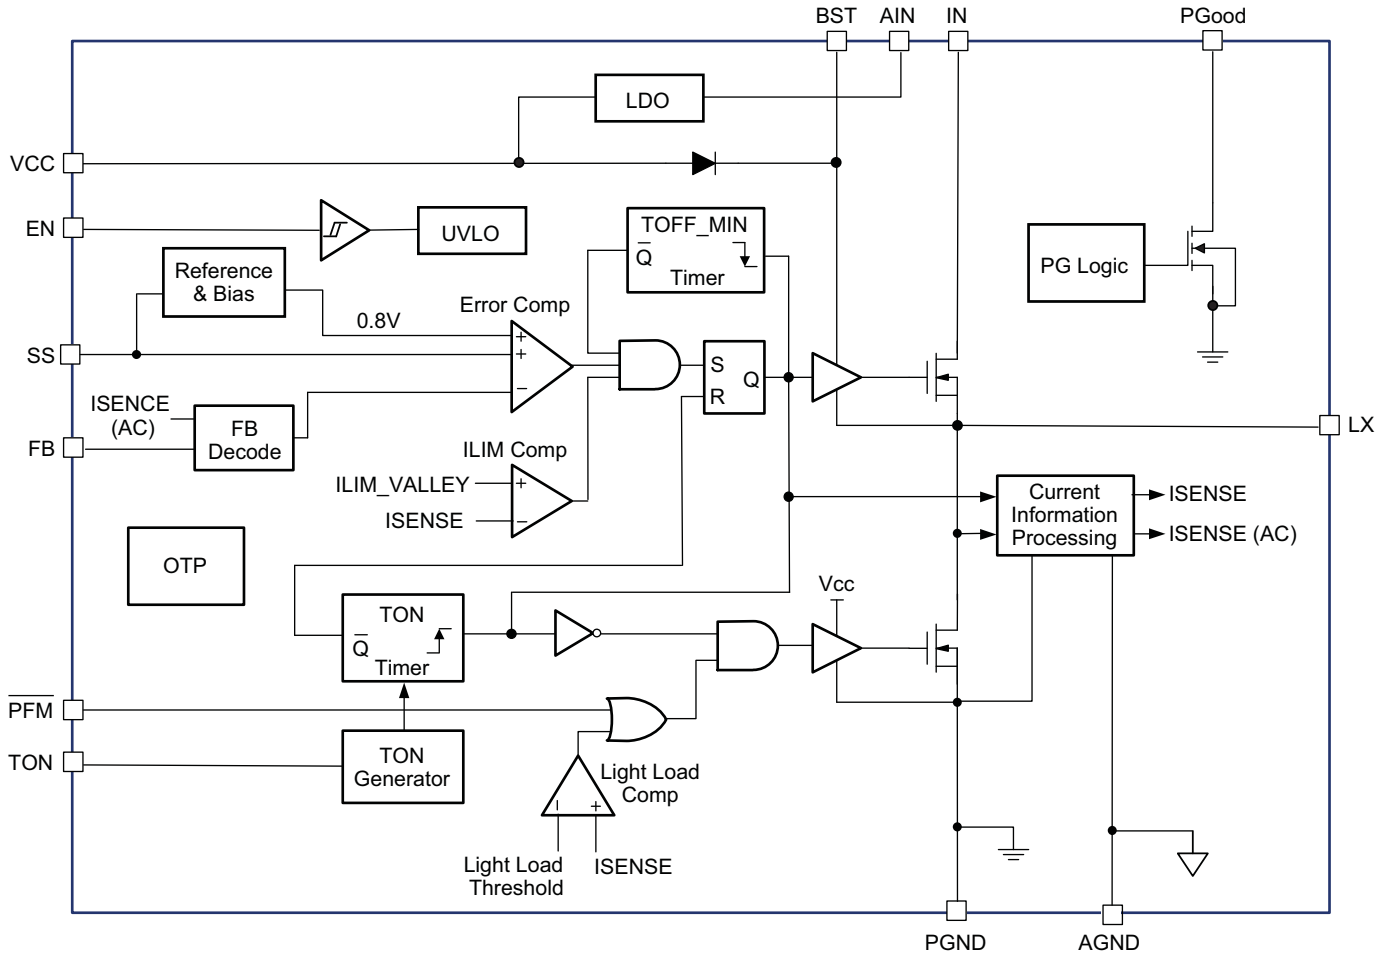 BST
AIN
IN
PGood
LDO
VCC
EN
UVLO
TOFF_MIN
Q̅
Timer
Reference
& Bias
PG Logic
Error Comp
0.8V
+
+
−
SS
S
R
Q
ISENCE
(AC)
FB
FB
Decode
LX
ILIM Comp
ILIM_VALLEY
+
ISENSE
−
Current
Information
Processing
ISENSE
ISENSE (AC)
OTP
Vcc
TON
Q̅
Timer
P̅F̅M̅
TON
TON
Generator
Light Load
Comp
−
+
Light Load
Threshold
ISENSE
PGND
AGND